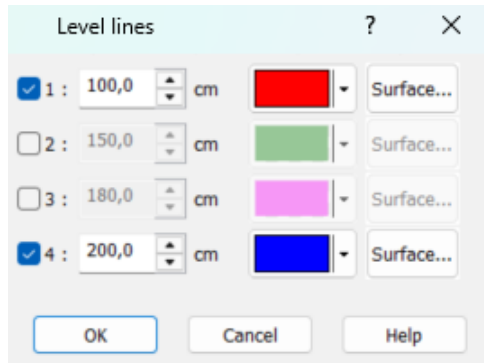 Level lines ?
1 : 100,0 cm Surface...
2 : 150,0 cm Surface...
3 : 180,0 cm Surface...
4 : 200,0 cm Surface...
OK Cancel Help